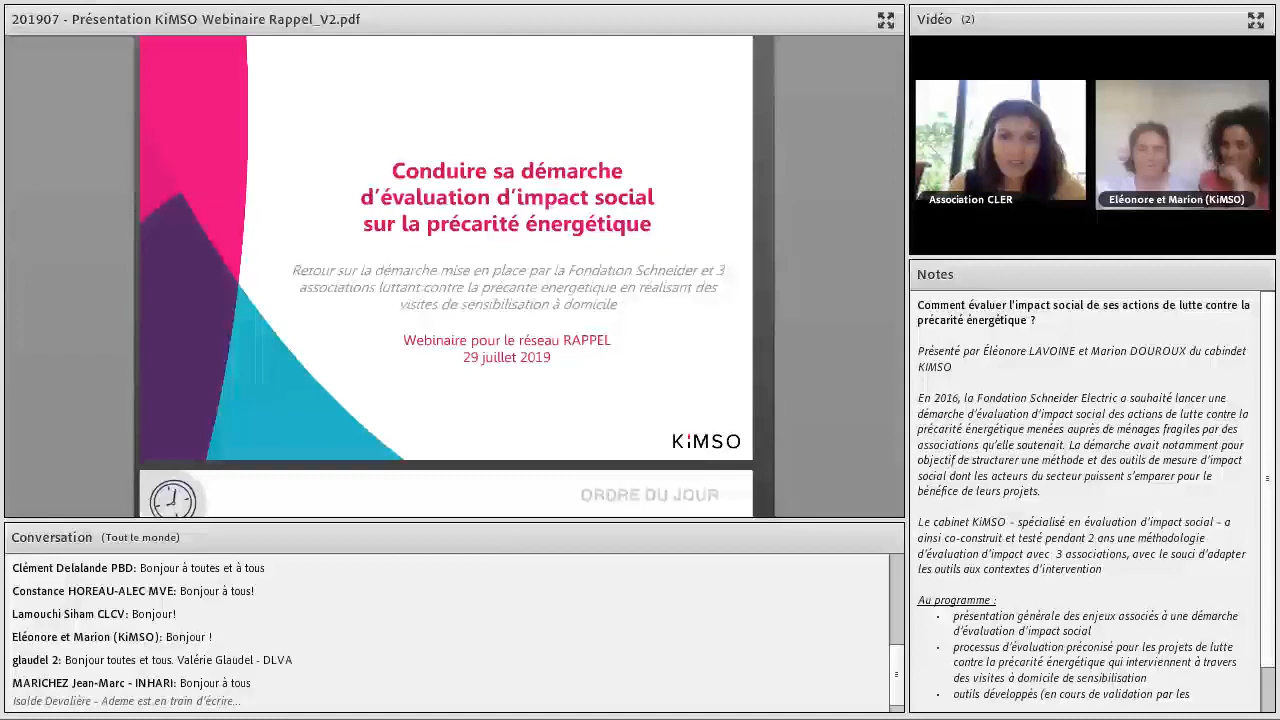 201907 - Présentation KiMSO Webinaire Rappel_V2.pdf
Conduire sa démarche
d'évaluation d'impact social
sur la précarité énergétique
Retour sur la démarche mise en place par la Fondation Schneider et 3
associations luttant contre la précarité énergétique en réalisant des
visites de sensibilisation à domicile
Webinaire pour le réseau RAPPEL
29 juillet 2019
KiMSO
ORDRE DU JOUR
Conversation (Tout le monde)
Clément Delalande PBD: Bonjour à toutes et à tous
Constance HOREAU-ALEC MVE: Bonjour à tous!
Lamouchi Siham CLCV: Bonjour!
Eléonore et Marion (KiMSO): Bonjour !
glaudel 2: Bonjour toutes et tous. Valérie Glaudel - DLVA
MARICHEZ Jean-Marc - INHARI: Bonjour à tous
Isalde Devalière - Ademe est en train d'écrire...
Vidéo (2)
Association CLER
Eléonore et Marion (KiMSO)
Notes
Comment évaluer l'impact social de ses actions de lutte contre la
précarité énergétique ?
Présenté par Éléonore LAVOINE et Marion DOUROUX du cabindet
KIMSO
En 2016, la Fondation Schneider Electric a souhaité lancer une
démarche d'évaluation d'impact social des actions de lutte contre la
précarité énergétique menées auprès de ménages fragiles par des
associations qu'elle soutenait. La démarche avait notamment pour
objectif de structurer une méthode et des outils de mesure d'impact
social dont les acteurs du secteur puissent s'emparer pour le
bénéfice de leurs projets.
Le cabinet KiMSO - spécialisé en évaluation d'impact social - a
ainsi co-construit et testé pendant 2 ans une méthodologie
d'évaluation d'impact avec 3 associations, avec le souci d'adapter
les outils aux contextes d'intervention
Au programme :
• présentation générale des enjeux associés à une démarche
d'évaluation d'impact social
• processus d'évaluation préconisé pour les projets de lutte
contre la précarité énergétique qui interviennent à travers
des visites à domicile de sensibilisation
• outils développés (en cours de validation par les